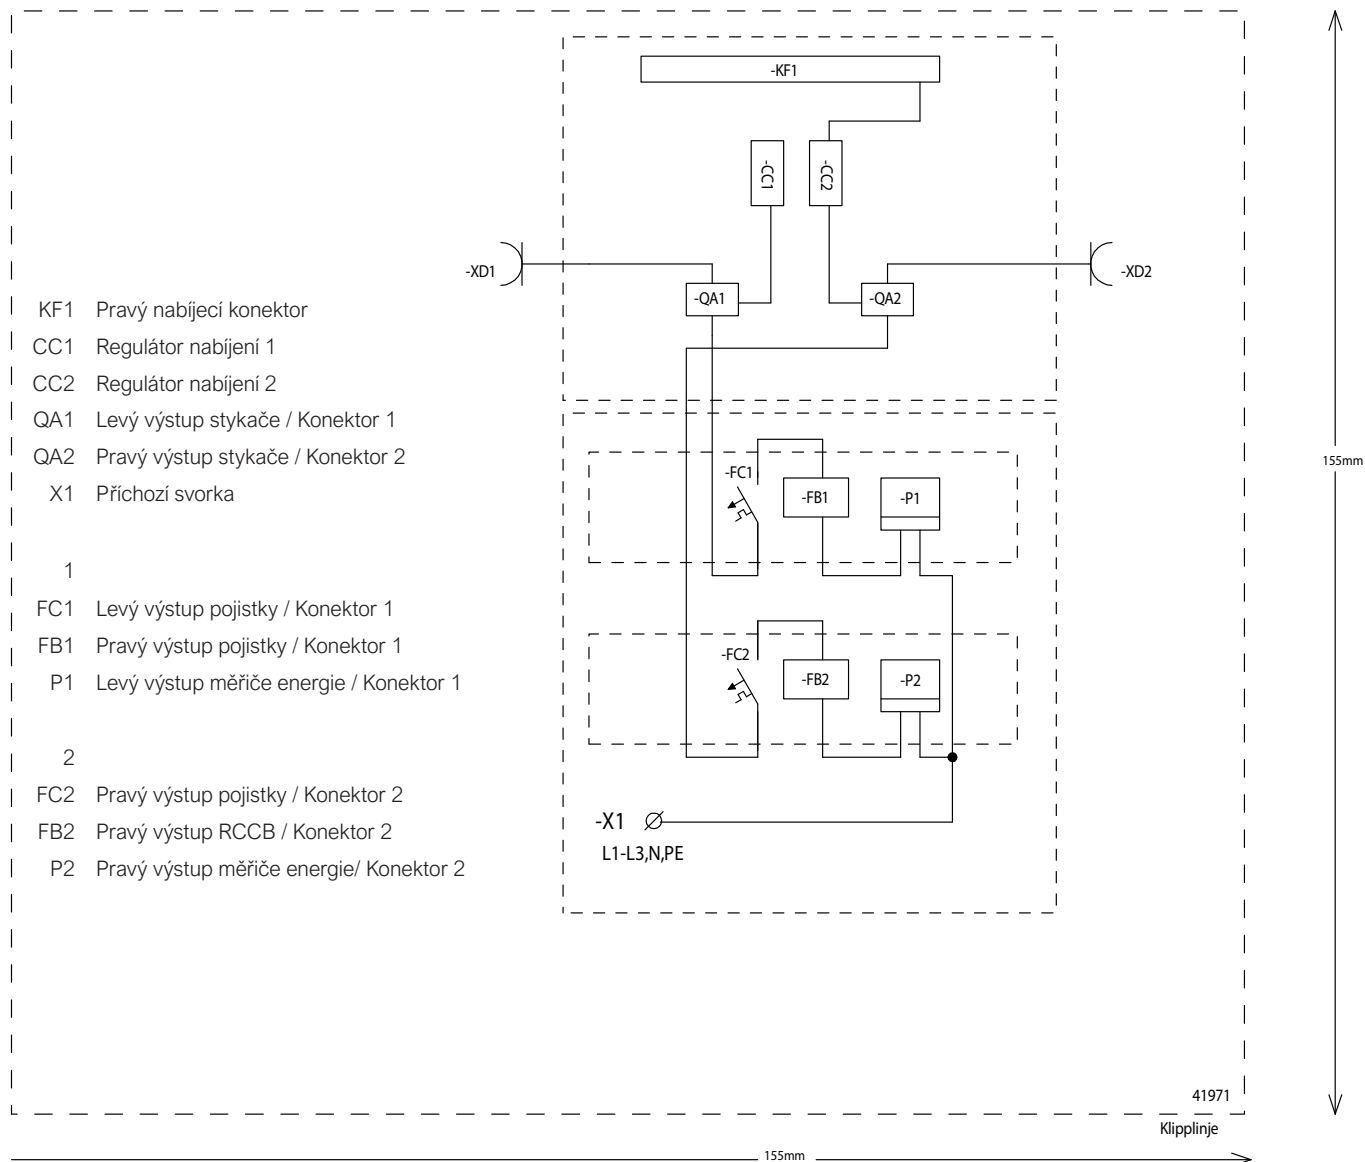 KF1 Pravý nabíjecí konektor
CC1 Regulátor nabíjení 1
CC2 Regulátor nabíjení 2
QA1 Levý výstup stykače / Konektor 1
QA2 Pravý výstup stykače / Konektor 2
X1 Příchozí svorka
1
FC1 Levý výstup pojistky / Konektor 1
FB1 Pravý výstup pojistky / Konektor 1
P1 Levý výstup měřiče energie / Konektor 1
2
FC2 Pravý výstup pojistky / Konektor 2
FB2 Pravý výstup RCCB / Konektor 2
P2 Pravý výstup měřiče energie/ Konektor 2
-KF1
-CC1
-CC2
-XD1
-XD2
-QA1
-QA2
-FC1
-FB1
-P1
-FC2
-FB2
-P2
-X1
L1-L3,N,PE
155mm
41971
Klipplinje
155mm